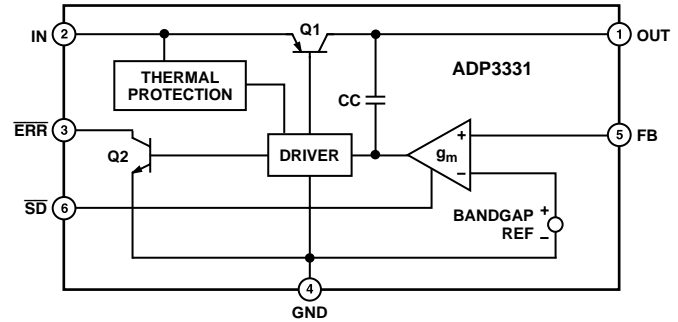 Q1
IN 2
1 OUT
THERMAL
PROTECTION
ADP3331
CC
ERR 3
Q2
DRIVER
gm
+
–
5 FB
SD 6
BANDGAP
REF
+
–
4
GND